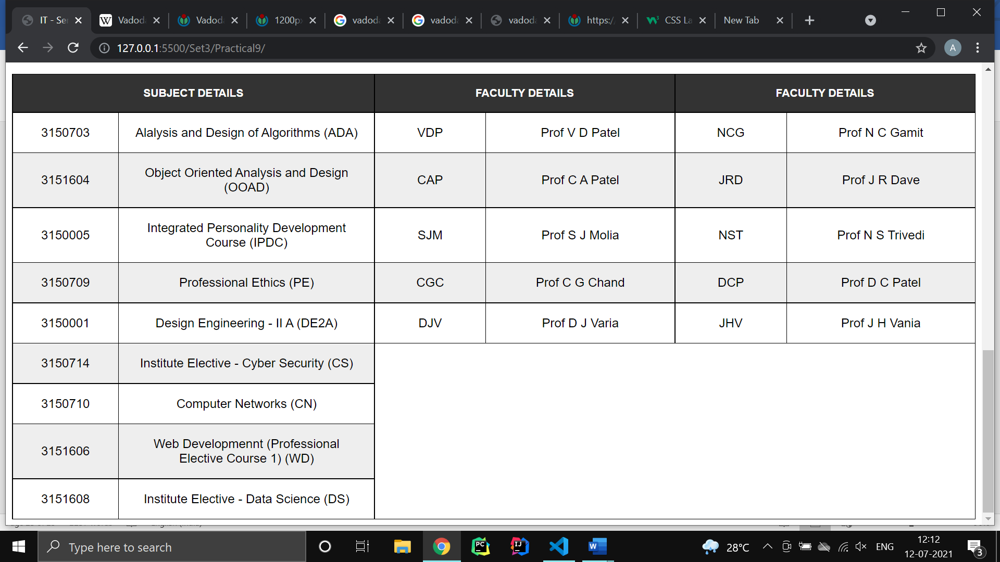 IT - Se
Vadod
Vadod
1200p
vadod
vadod
vadod
https:/
CSS La
New Tab
127.0.0.1:5500/Set3/Practical9/
A
SUBJECT DETAILS FACULTY DETAILS FACULTY DETAILS
3150703 Alalysis and Design of Algorithms (ADA) VDP Prof V D Patel NCG Prof N C Gamit
3151604 Object Oriented Analysis and Design
(OOAD) CAP Prof C A Patel JRD Prof J R Dave
3150005 Integrated Personality Development
Course (IPDC) SJM Prof S J Molia NST Prof N S Trivedi
3150709 Professional Ethics (PE) CGC Prof C G Chand DCP Prof D C Patel
3150001 Design Engineering - II A (DE2A) DJV Prof D J Varia JHV Prof J H Vania
3150714 Institute Elective - Cyber Security (CS)
3150710 Computer Networks (CN)
3151606 Web Developmennt (Professional
Elective Course 1) (WD)
3151608 Institute Elective - Data Science (DS)
Type here to search
PC
IJ
W
28°C
ENG
12:12
12-07-2021
3